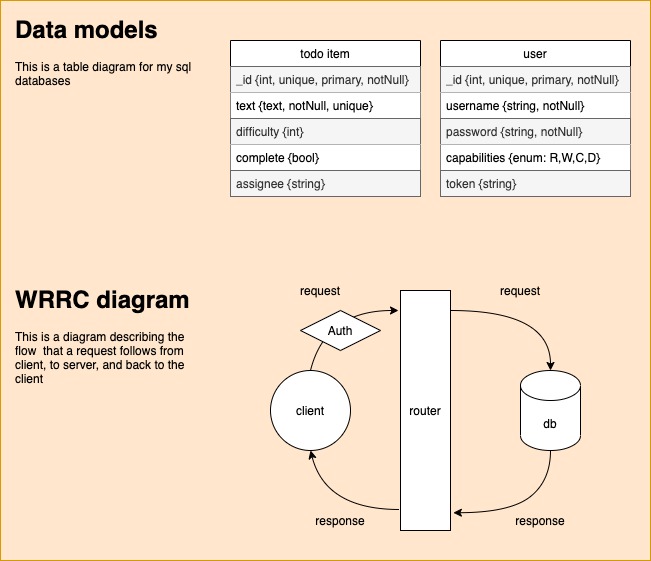 Data models
This is a table diagram for my sql
databases
todo item
_id {int, unique, primary, notNull}
text {text, notNull, unique}
difficulty {int}
complete {bool}
assignee {string}
user
_id {int, unique, primary, notNull}
username {string, notNull}
password {string, notNull}
capabilities {enum: R,W,C,D}
token {string}
WRRC diagram
This is a diagram describing the
flow  that a request follows from
client, to server, and back to the
client
request
request
Auth
client
router
db
response
response